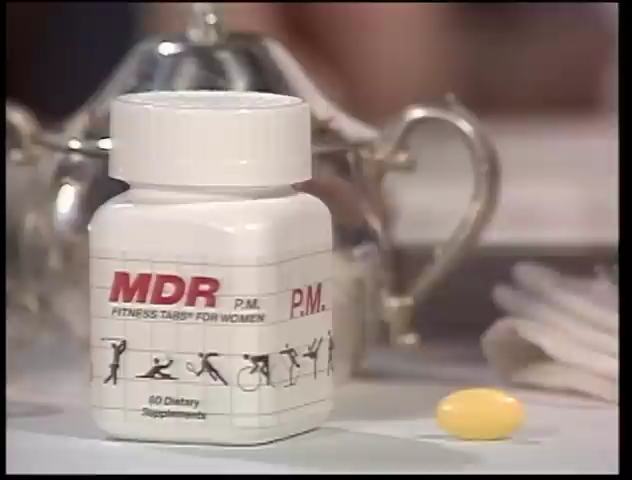 MDR P.M.
FITNESS TABS® FOR WOMEN
P.M.
60 Dietary
Supplements